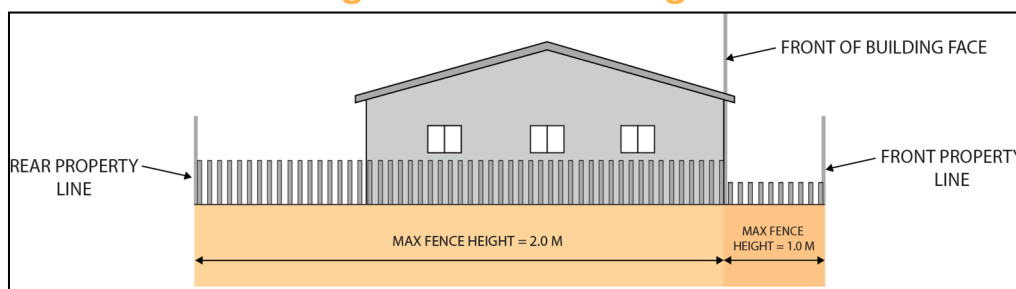 FRONT OF BUILDING FACE
REAR PROPERTY
LINE
FRONT PROPERTY
LINE
MAX FENCE HEIGHT = 2.0 M
MAX FENCE
HEIGHT = 1.0 M